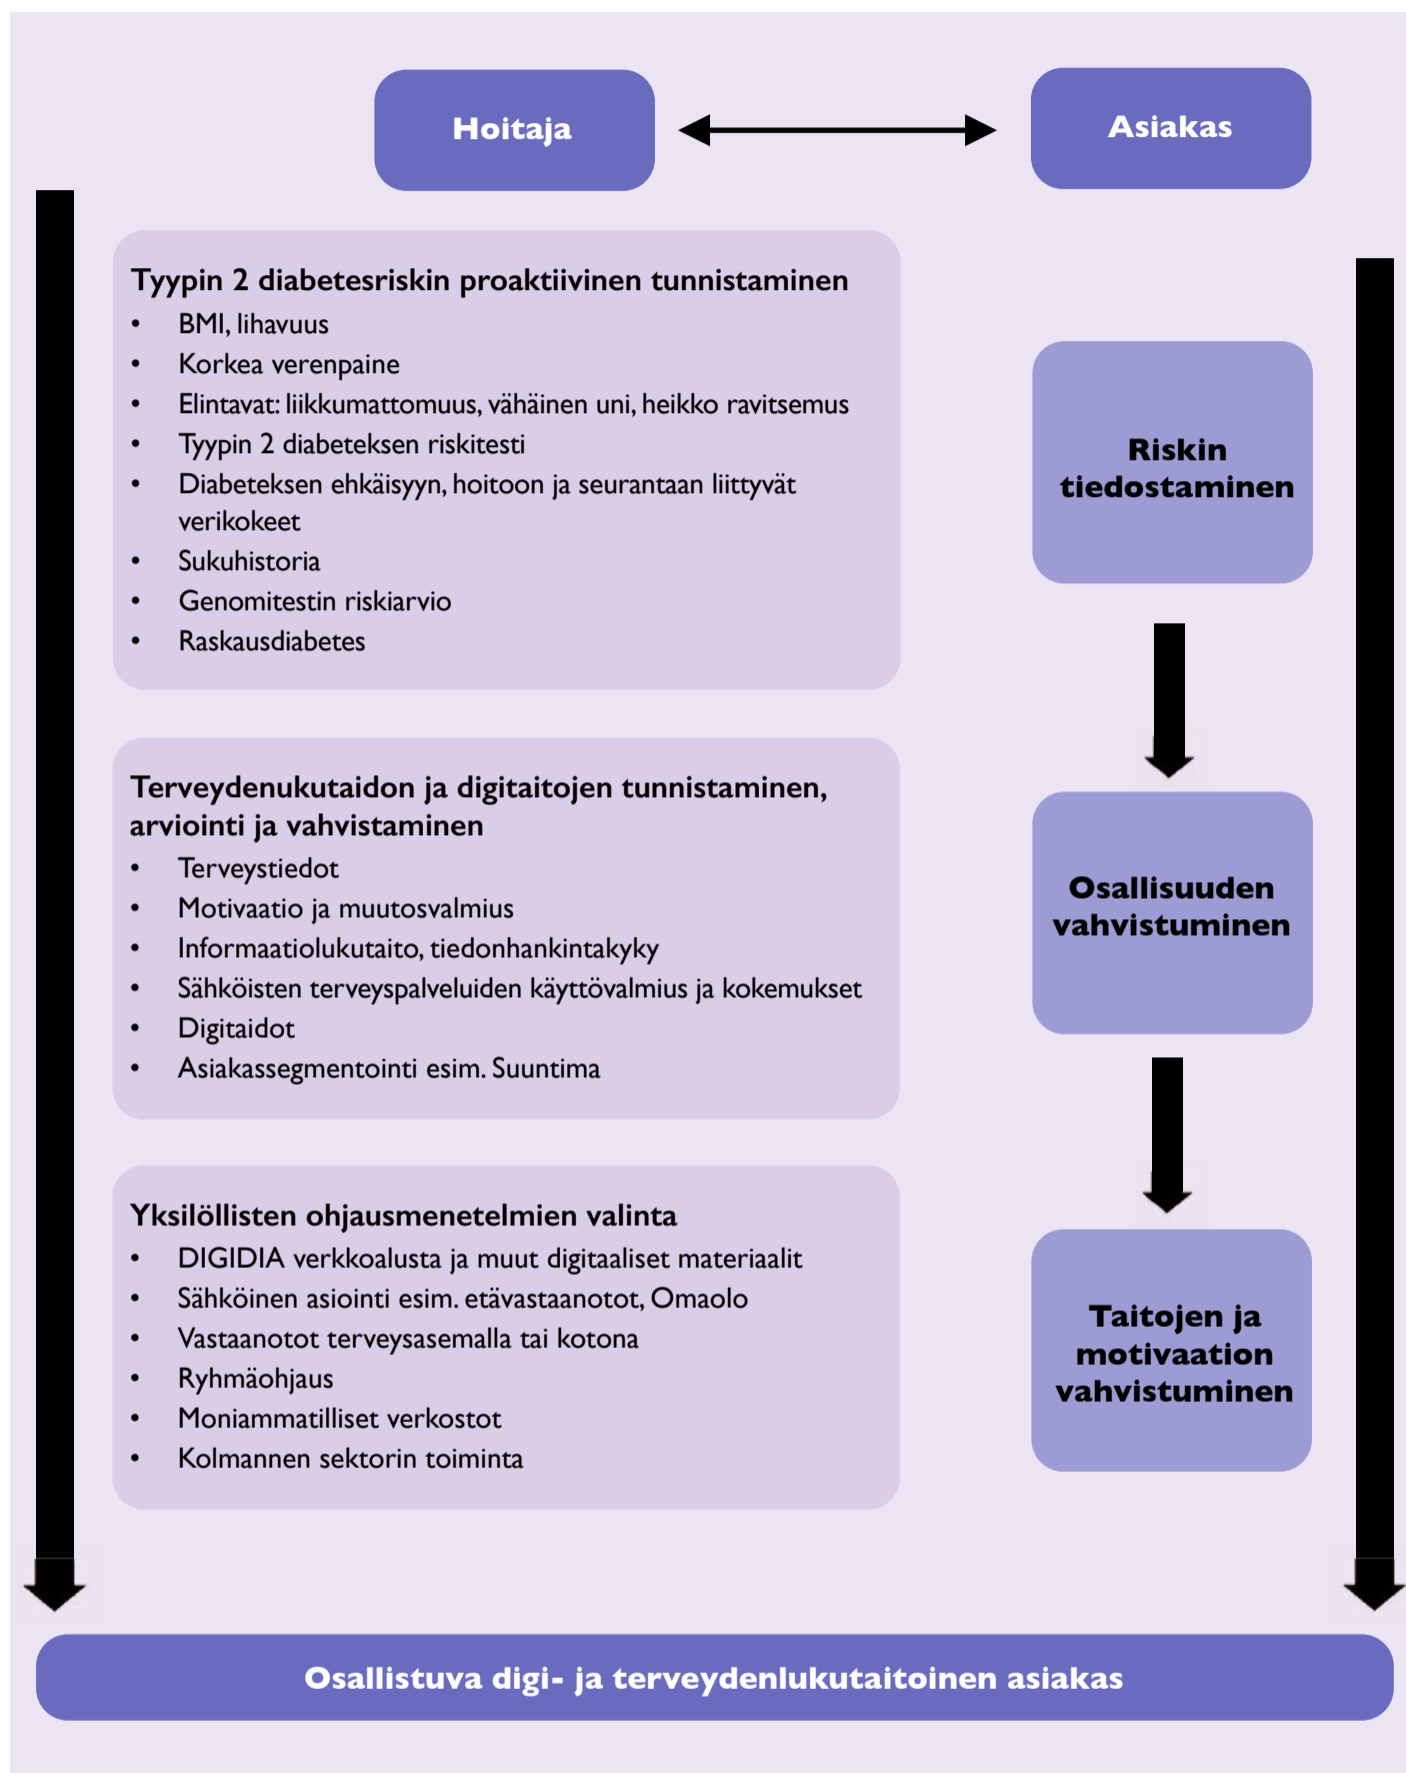 Hoitaja
Asiakas
Tyypin 2 diabetesriskin proaktiivinen tunnistaminen
• BMI, lihavuus
• Korkea verenpaine
• Elintavat: liikkumattomuus, vähäinen uni, heikko ravitsemus
• Tyypin 2 diabeteksen riskitesti
• Diabeteksen ehkäisyyn, hoitoon ja seurantaan liittyvät
verikokeet
• Sukuhistoria
• Genomitestin riskiarvio
• Raskausdiabetes
Riskin
tiedostaminen
Terveydenukutaidon ja digitaitojen tunnistaminen,
arviointi ja vahvistaminen
• Terveystiedot
• Motivaatio ja muutosvalmius
• Informaatiolukutaito, tiedonhankintakyky
• Sähköisten terveyspalveluiden käyttövalmius ja kokemukset
• Digitaidot
• Asiakassegmentointi esim. Suuntima
Osallisuuden
vahvistuminen
Yksilöllisten ohjausmenetelmien valinta
• DIGIDIA verkkoalusta ja muut digitaaliset materiaalit
• Sähköinen asiointi esim. etävastaanotot, Omaolo
• Vastaanotot terveysasemalla tai kotona
• Ryhmäohjaus
• Moniammatilliset verkostot
• Kolmannen sektorin toiminta
Taitojen ja
motivaation
vahvistuminen
Osallistuva digi- ja terveydenlukutaitoinen asiakas